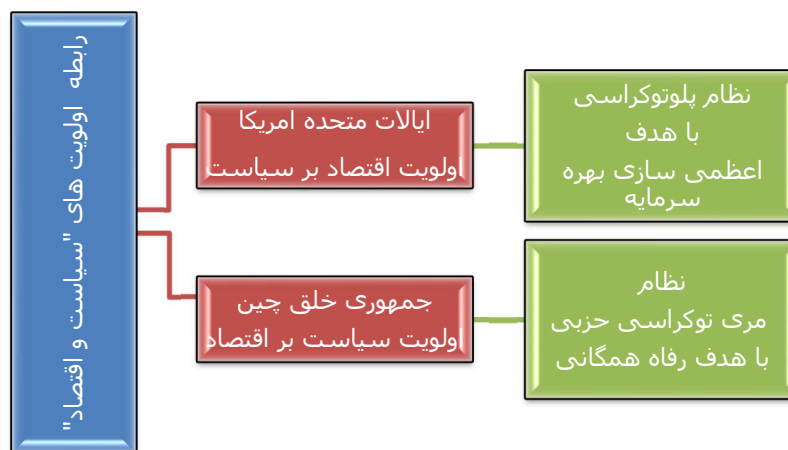 رابطه اولویت های "سیاست و اقتصاد"
ایالات متحده امریکا
اولویت اقتصاد بر سیاست
نظام پلوتوکراسی
با هدف
اعظمی سازی بهره
سرمایه
جمهوری خلق چین
اولویت سیاست بر اقتصاد
نظام
مری توکراسی حزبی
با هدف رفاه همگانی